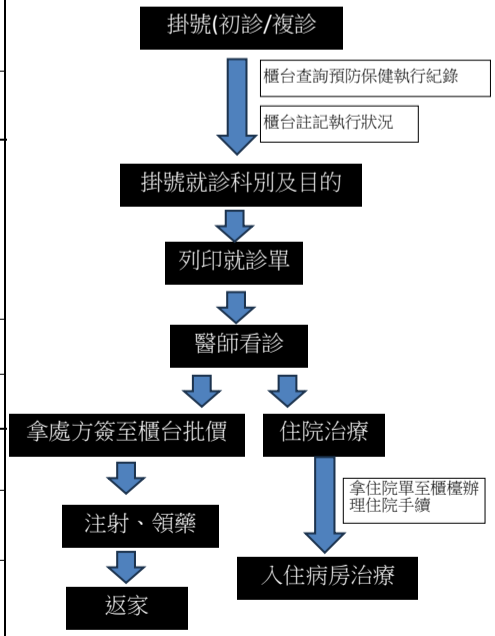 掛號(初診/複診
櫃台查詢預防保健執行紀錄
櫃台註記執行狀況
掛號就診科別及目的
列印就診單
醫師看診
拿處方簽至櫃台批價
住院治療
拿住院單至櫃檯辦
理住院手續
注射、領藥
入住病房治療
返家